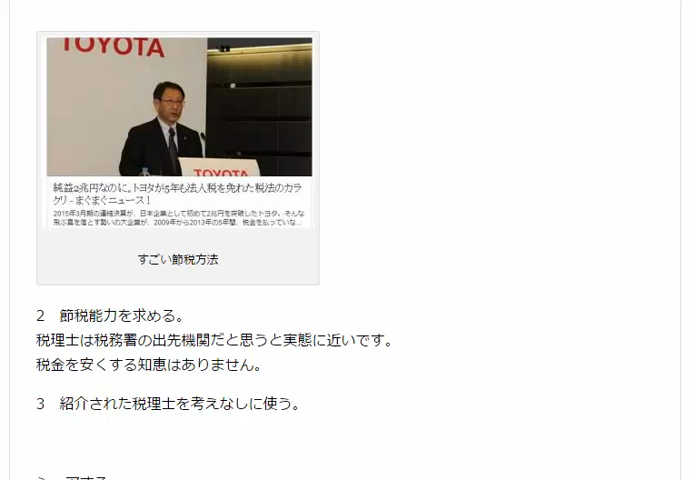 TOYOTA
TOYOTA
純益2兆円なのに。トヨタが5年も法人税を免れた税法のカラ
クリ - まぐまぐニュース！
2015年3月期の連結決算が、日本企業として初めて2兆円を突破したトヨタ。そんな
飛ぶ鳥を落とす勢いの大企業が、2009年から2013年の5年間、税金を払っていな...
すごい節税方法
2　節税能力を求める。
税理士は税務署の出先機関だと思うと実態に近いです。
税金を安くする知恵はありません。
3　紹介された税理士を考えなしに使う。